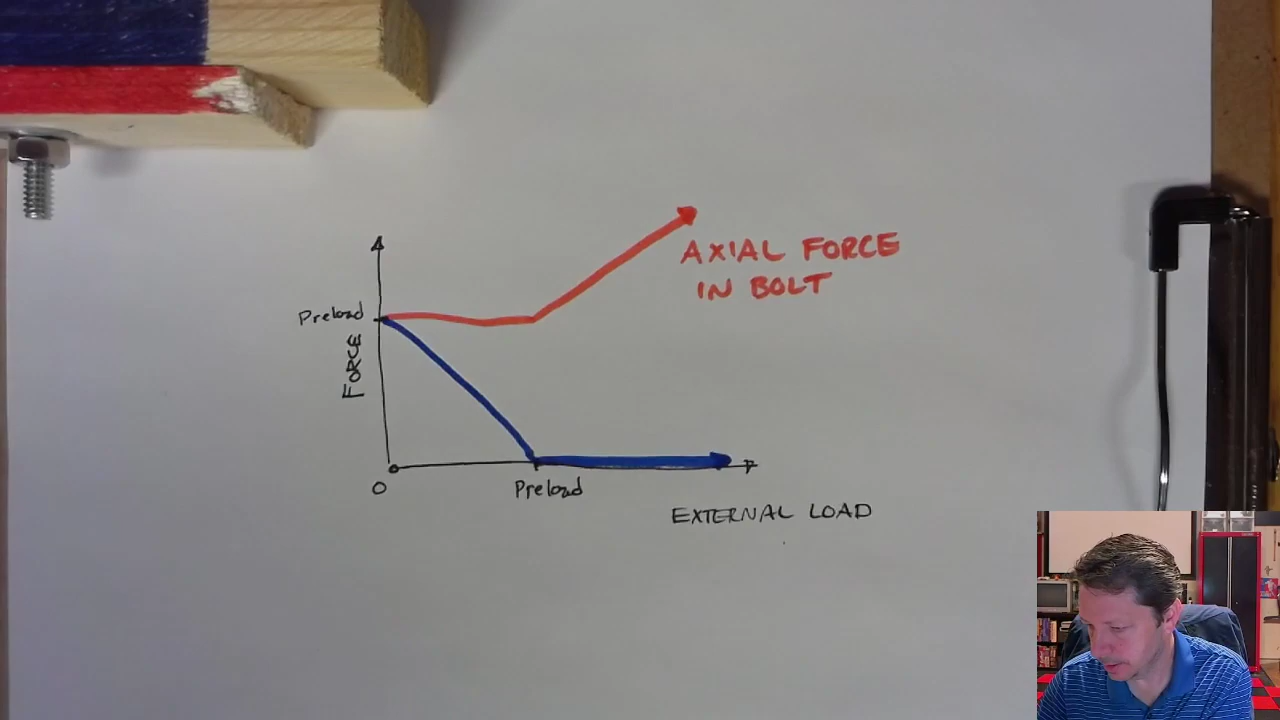 AXIAL FORCE
IN BOLT
Preload
FORCE
0
Preload
EXTERNAL LOAD